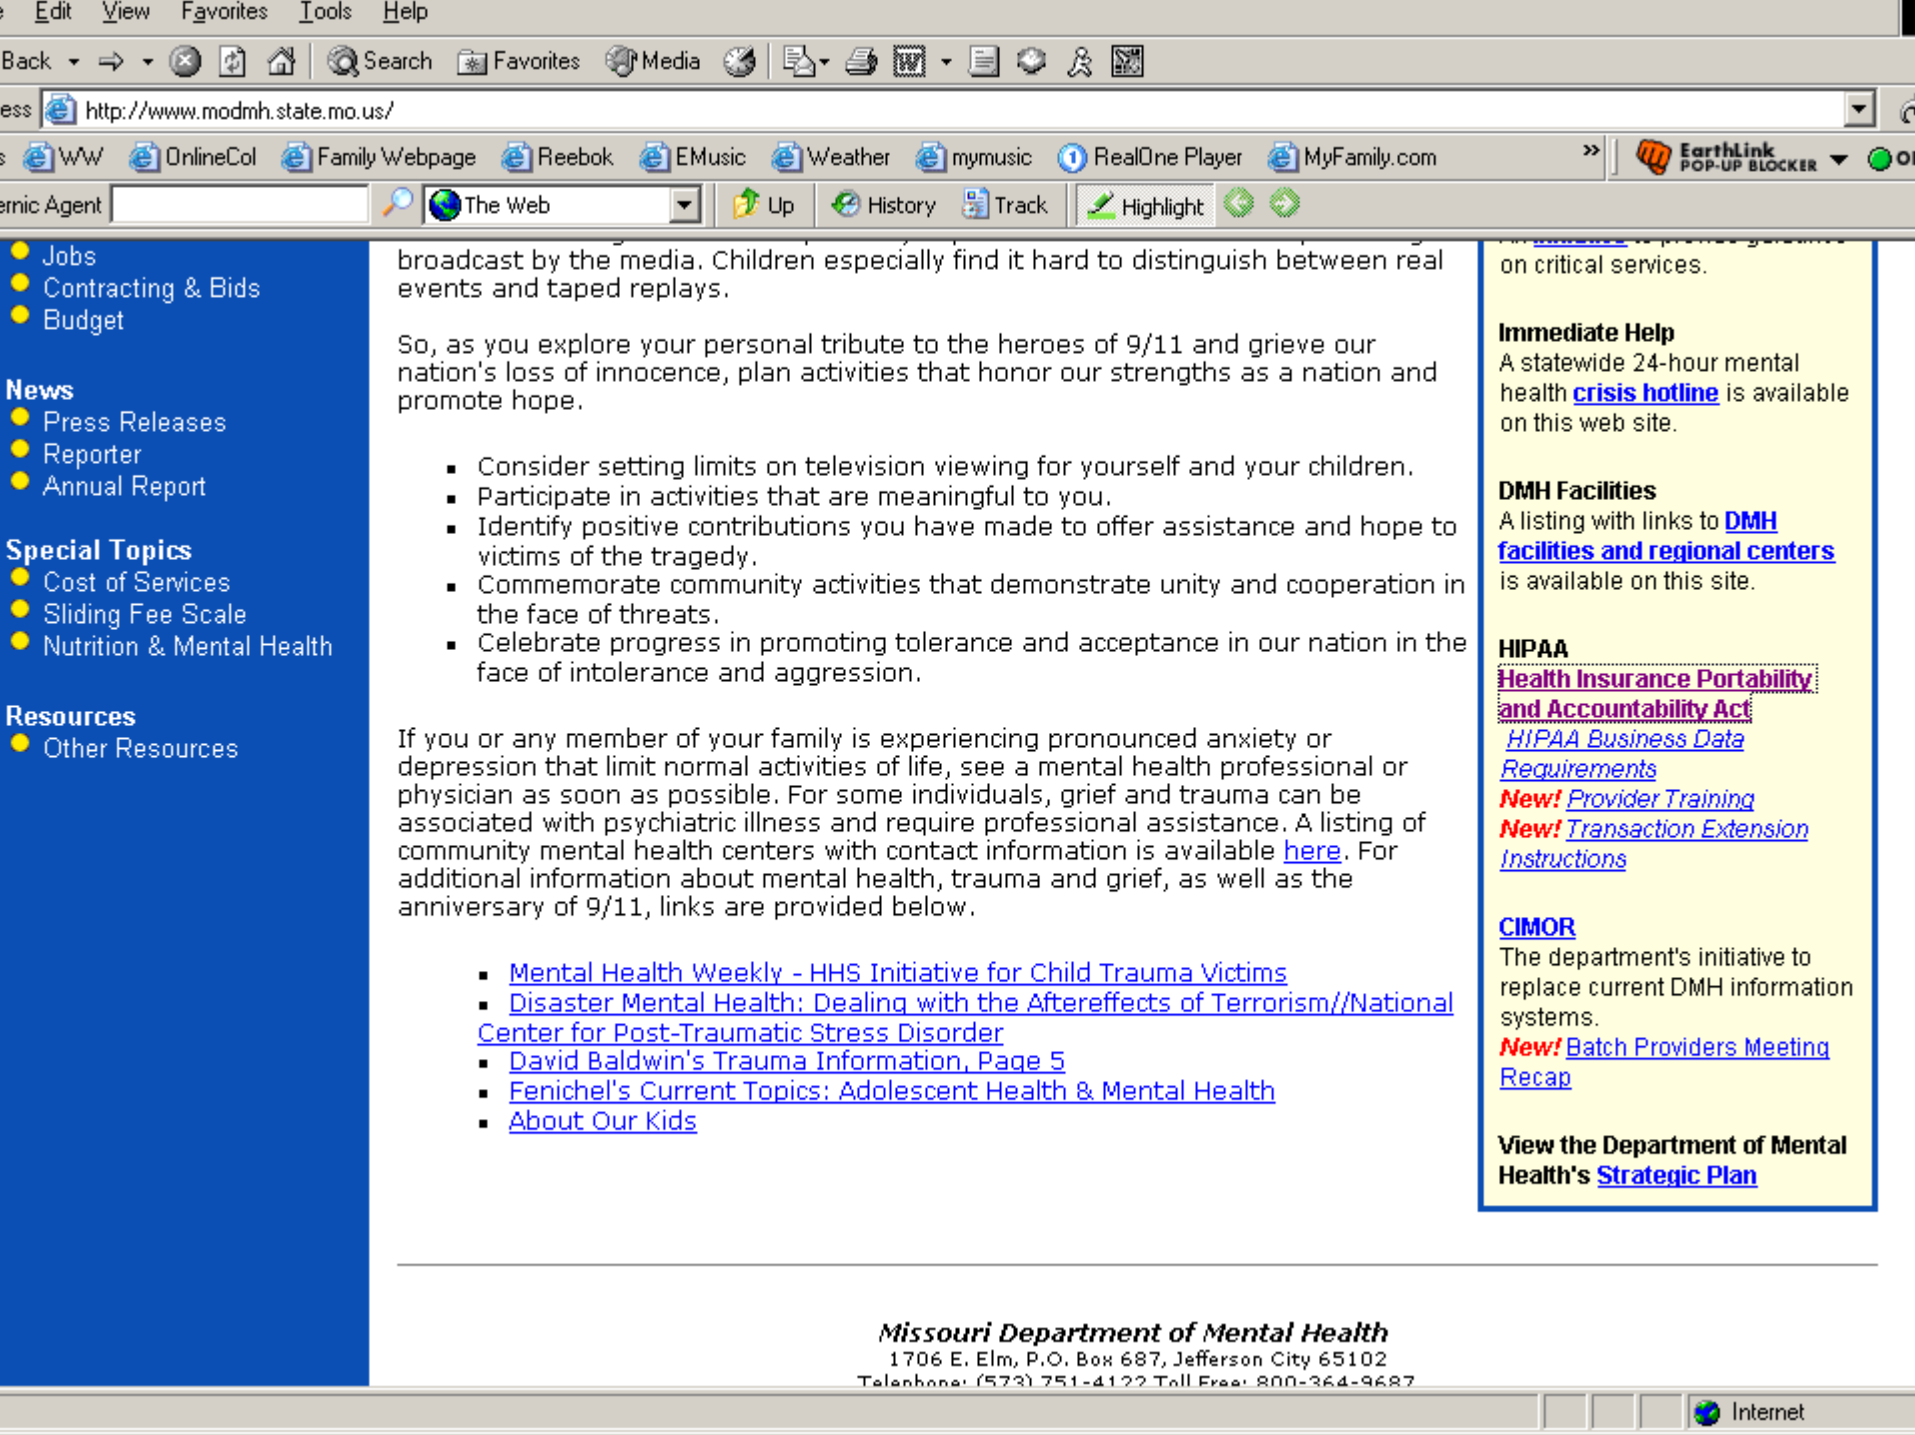 Edit View Favorites Tools Help
Back Search Favorites Media
ess http://www.modmh.state.mo.us/
s WW OnlineCol Family Webpage Reebok EMusic Weather mymusic RealOne Player MyFamily.com » EarthLink POP-UP BLOCKER
ernic Agent The Web Up History Track Highlight
Jobs
Contracting & Bids
Budget
News
Press Releases
Reporter
Annual Report
Special Topics
Cost of Services
Sliding Fee Scale
Nutrition & Mental Health
Resources
Other Resources
broadcast by the media. Children especially find it hard to distinguish between real
events and taped replays.
So, as you explore your personal tribute to the heroes of 9/11 and grieve our
nation's loss of innocence, plan activities that honor our strengths as a nation and
promote hope.
Consider setting limits on television viewing for yourself and your children.
Participate in activities that are meaningful to you.
Identify positive contributions you have made to offer assistance and hope to
victims of the tragedy.
Commemorate community activities that demonstrate unity and cooperation in
the face of threats.
Celebrate progress in promoting tolerance and acceptance in our nation in the
face of intolerance and aggression.
If you or any member of your family is experiencing pronounced anxiety or
depression that limit normal activities of life, see a mental health professional or
physician as soon as possible. For some individuals, grief and trauma can be
associated with psychiatric illness and require professional assistance. A listing of
community mental health centers with contact information is available here. For
additional information about mental health, trauma and grief, as well as the
anniversary of 9/11, links are provided below.
Mental Health Weekly - HHS Initiative for Child Trauma Victims
Disaster Mental Health: Dealing with the Aftereffects of Terrorism//National
Center for Post-Traumatic Stress Disorder
David Baldwin's Trauma Information, Page 5
Fenichel's Current Topics: Adolescent Health & Mental Health
About Our Kids
on critical services.
Immediate Help
A statewide 24-hour mental
health crisis hotline is available
on this web site.
DMH Facilities
A listing with links to DMH
facilities and regional centers
is available on this site.
HIPAA
Health Insurance Portability
and Accountability Act
HIPAA Business Data
Requirements
New! Provider Training
New! Transaction Extension
Instructions
CIMOR
The department's initiative to
replace current DMH information
systems.
New! Batch Providers Meeting
Recap
View the Department of Mental
Health's Strategic Plan
Missouri Department of Mental Health
1706 E. Elm, P.O. Box 687, Jefferson City 65102
Telephone: (573) 751-4122 Toll Free: 800-364-9687
Internet